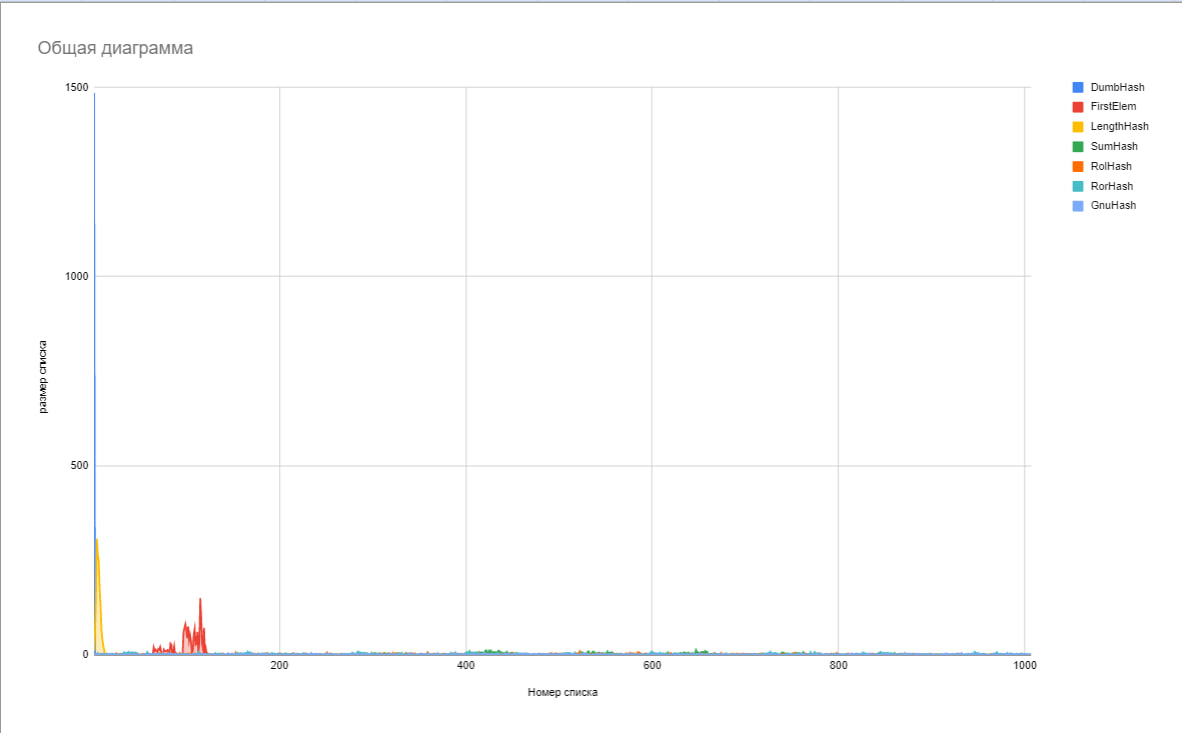 Общая диаграмма
1500
1000
500
0
200
400
600
800
1000
размер списка
Номер списка
DumbHash
FirstElem
LengthHash
SumHash
RolHash
RorHash
GnuHash